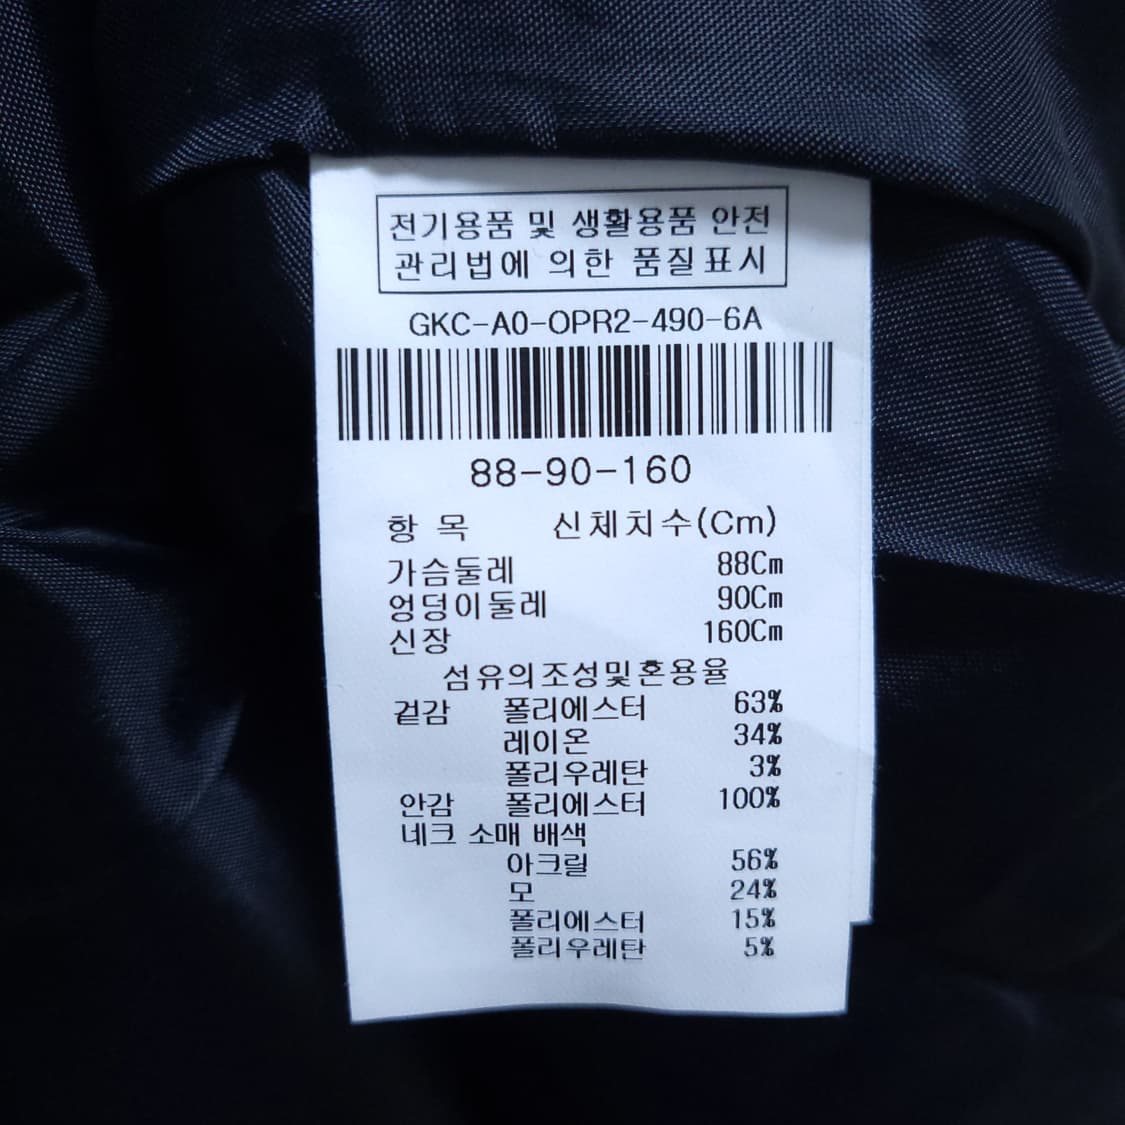 전기용품 및 생활용품 안전
관리법에 의한 품질표시
GKC-A0-OPR2-490-6A
88-90-160
항 목 신체치수(Cm)
가슴둘레 88Cm
엉덩이둘레 90Cm
신장 160Cm
섬유의조성및혼용율
겉감 폴리에스터 63%
레이온 34%
폴리우레탄 3%
안감 폴리에스터 100%
네크 소매 배색
아크릴 56%
모 24%
폴리에스터 15%
폴리우레탄 5%